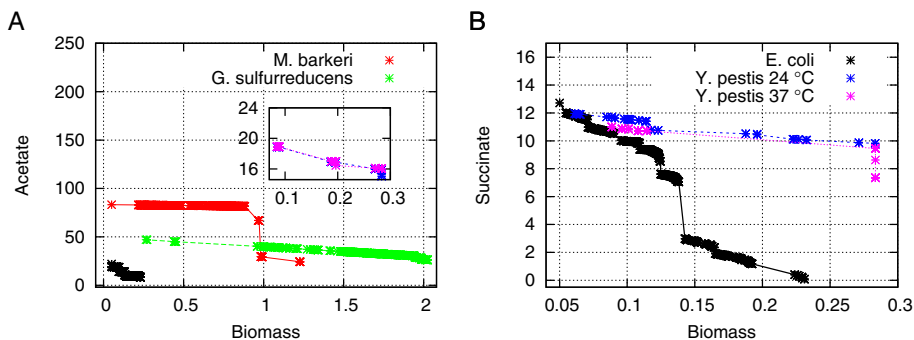 A
B
250
200
150
100
50
0
Acetate
M. barkeri
G. sulfurreducens
24
20
16
0.1
0.2
0.3
0
0.5
1
1.5
2
Biomass
16
14
12
10
8
6
4
2
0
Succinate
E. coli
Y. pestis 24 °C
Y. pestis 37 °C
0.05
0.1
0.15
0.2
0.25
0.3
Biomass